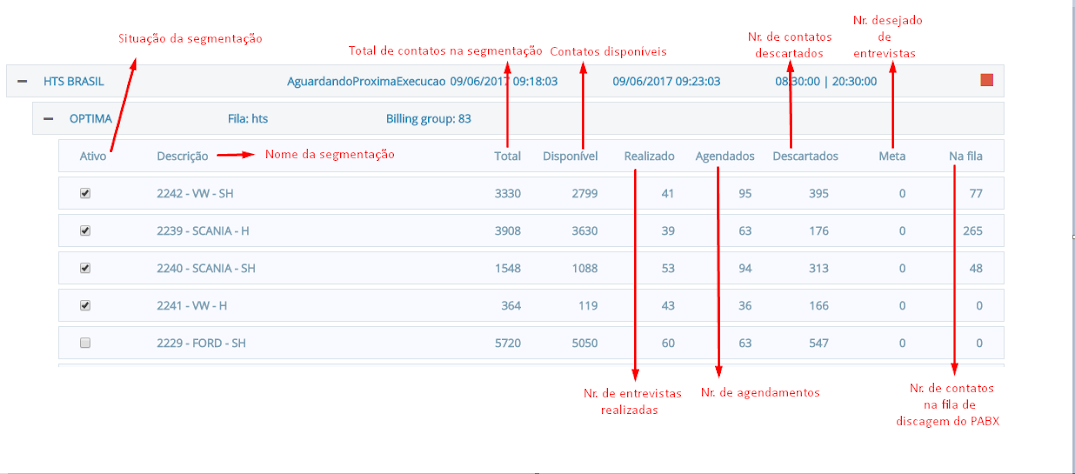 Nr. desejado
de
entrevistas
Situação da segmentação
Total de contatos na segmentação
Contatos disponíveis
Nr. de contatos
descartados
HTS BRASIL AguardandoProximaExecucao 09/06/2017 09:18:03 09/06/2017 09:23:03 08:30:00 | 20:30:00
OPTIMA Fila: hts Billing group: 83
Ativo Descrição Nome da segmentação Total Disponível Realizado Agendados Descartados Meta Na fila
2242 - VW - SH 3330 2799 41 95 395 0 77
2239 - SCANIA - H 3908 3630 39 63 176 0 265
2240 - SCANIA - SH 1548 1088 53 94 313 0 48
2241 - VW - H 364 119 43 36 166 0 0
2229 - FORD - SH 5720 5050 60 63 547 0 0
Nr. de entrevistas
realizadas
Nr. de agendamentos
Nr. de contatos
na fila de
discagem do PABX